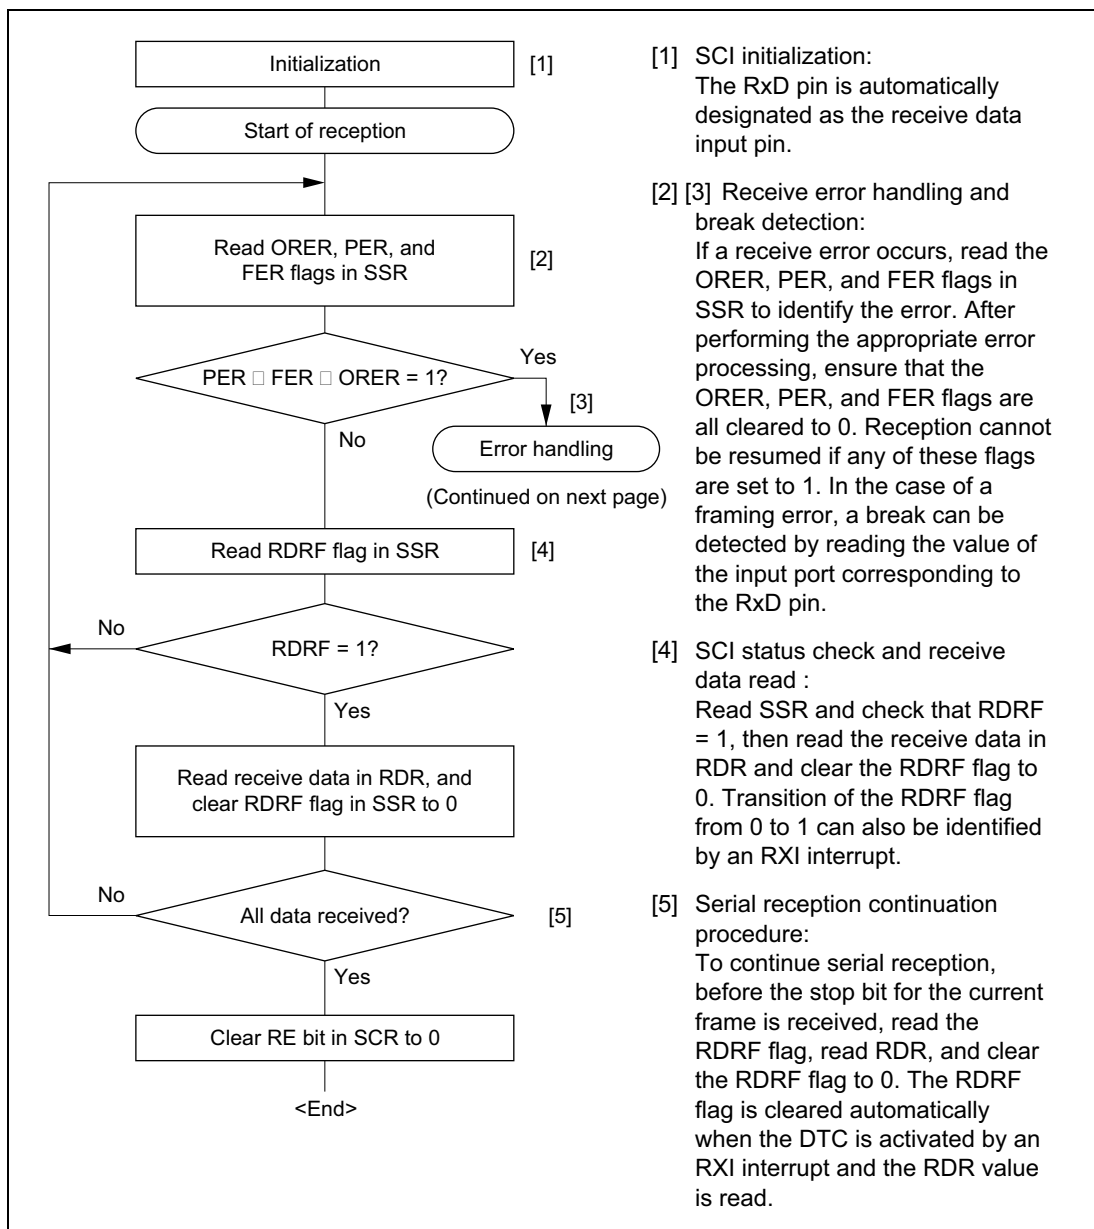 Initialization
[1]
Start of reception
Read ORER, PER, and
FER flags in SSR
[2]
PER □ FER □ ORER = 1?
Yes
[3]
No
Error handling
(Continued on next page)
Read RDRF flag in SSR
[4]
No
RDRF = 1?
Yes
Read receive data in RDR, and
clear RDRF flag in SSR to 0
No
All data received?
[5]
Yes
Clear RE bit in SCR to 0
<End>
[1] SCI initialization:
The RxD pin is automatically
designated as the receive data
input pin.
[2] [3] Receive error handling and
break detection:
If a receive error occurs, read the
ORER, PER, and FER flags in
SSR to identify the error. After
performing the appropriate error
processing, ensure that the
ORER, PER, and FER flags are
all cleared to 0. Reception cannot
be resumed if any of these flags
are set to 1. In the case of a
framing error, a break can be
detected by reading the value of
the input port corresponding to
the RxD pin.
[4] SCI status check and receive
data read :
Read SSR and check that RDRF
= 1, then read the receive data in
RDR and clear the RDRF flag to
0. Transition of the RDRF flag
from 0 to 1 can also be identified
by an RXI interrupt.
[5] Serial reception continuation
procedure:
To continue serial reception,
before the stop bit for the current
frame is received, read the
RDRF flag, read RDR, and clear
the RDRF flag to 0. The RDRF
flag is cleared automatically
when the DTC is activated by an
RXI interrupt and the RDR value
is read.